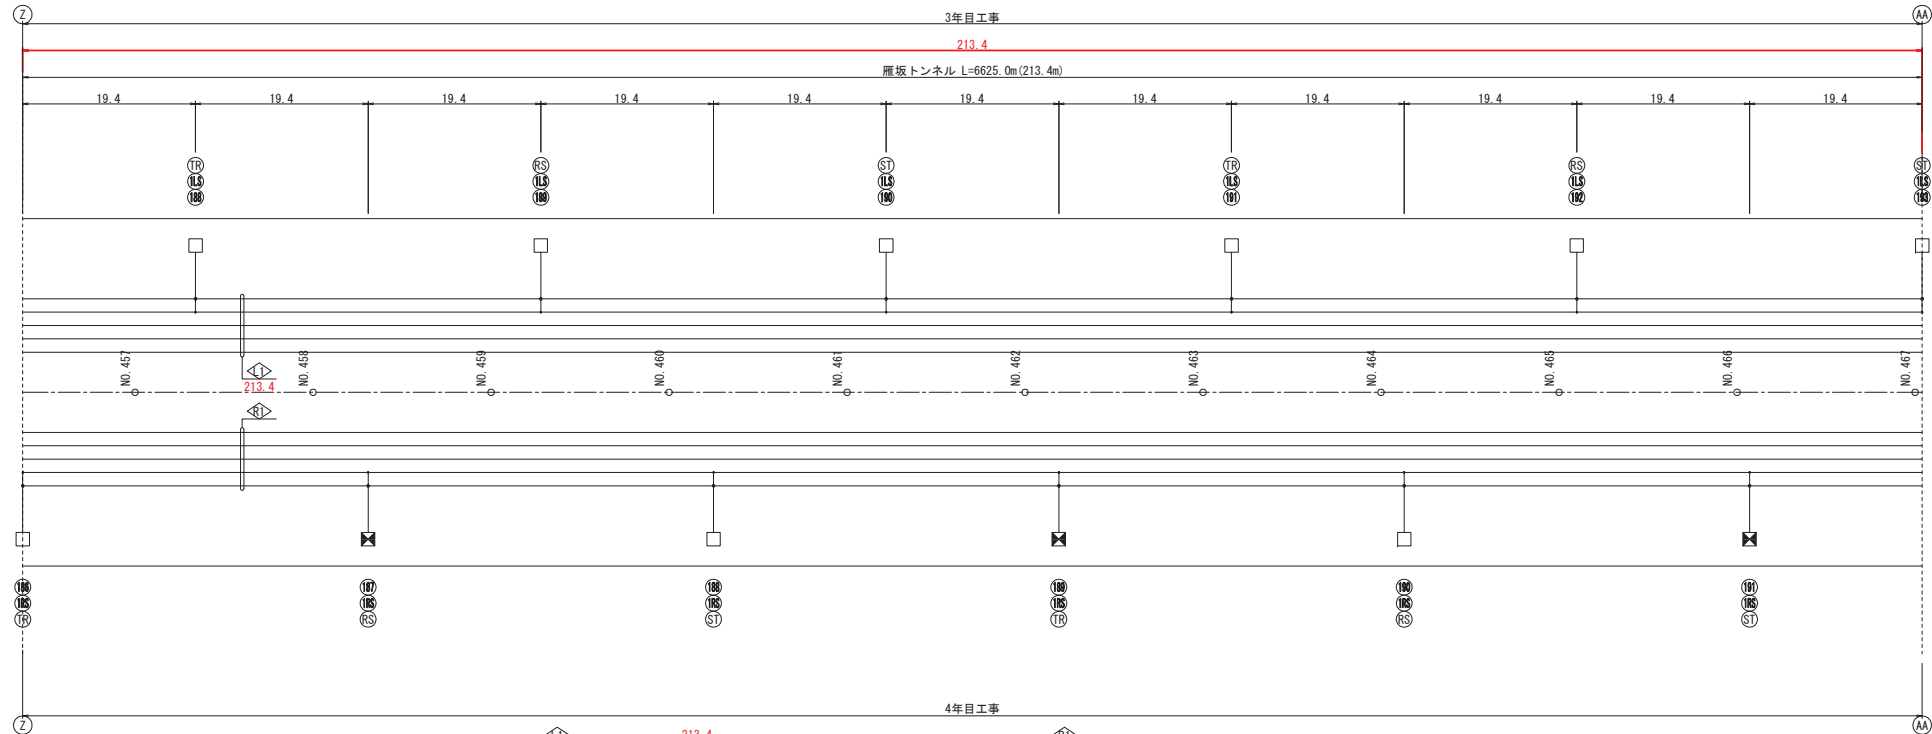 Z 3年目工事 AA
213.4
雁坂トンネル L=6625.0m(213.4m)
19.4 19.4 19.4 19.4 19.4 19.4 19.4 19.4 19.4 19.4 19.4
TR RS ST TR RS ST
1LS 1LS 1LS 1LS 1LS 1LS
188 189 190 191 192 193
NO.457 NO.458 NO.459 NO.460 NO.461 NO.462 NO.463 NO.464 NO.465 NO.466 NO.467
L1
213.4
R1
186 187 188 189 190 191
1RS 1RS 1RS 1RS 1RS 1RS
TR RS ST TR RS ST
4年目工事
Z AA
213.4